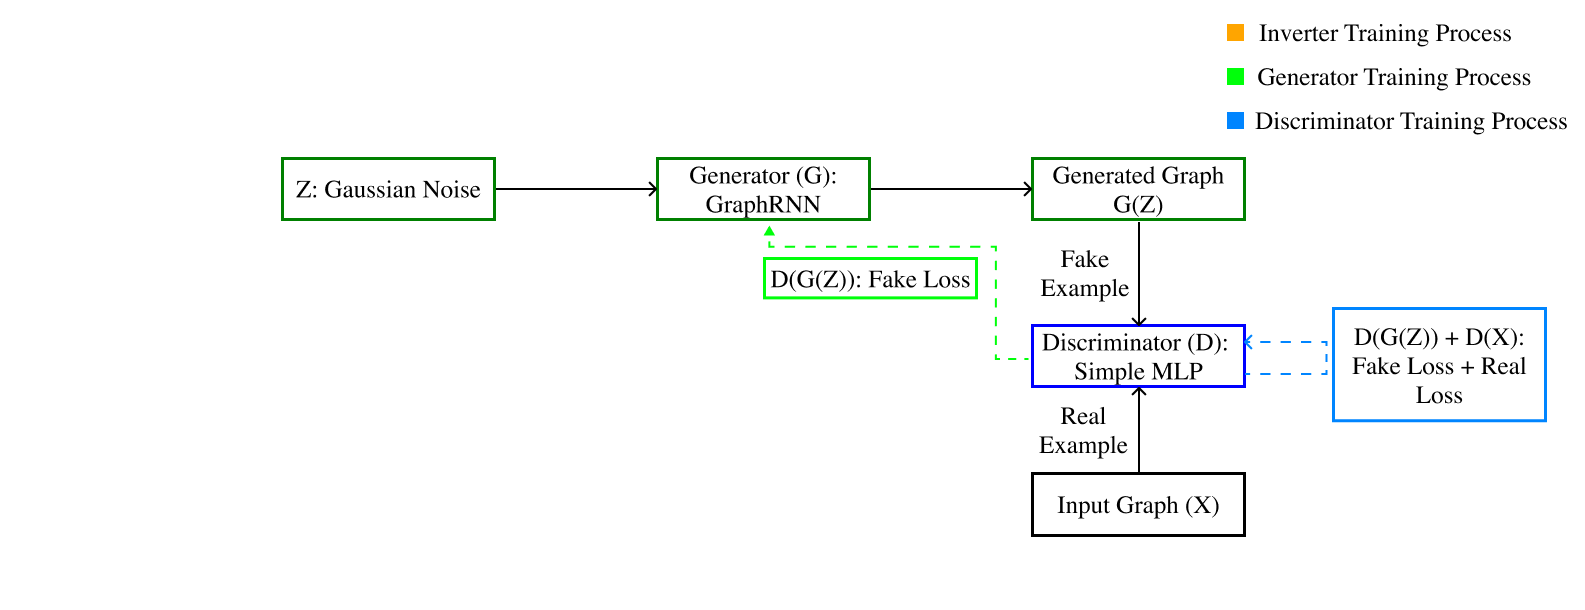 Inverter Training Process
Generator Training Process
Discriminator Training Process
Z: Gaussian Noise
Generator (G):
GraphRNN
Generated Graph
G(Z)
D(G(Z)): Fake Loss
Fake
Example
Discriminator (D):
Simple MLP
D(G(Z)) + D(X):
Fake Loss + Real
Loss
Real
Example
Input Graph (X)